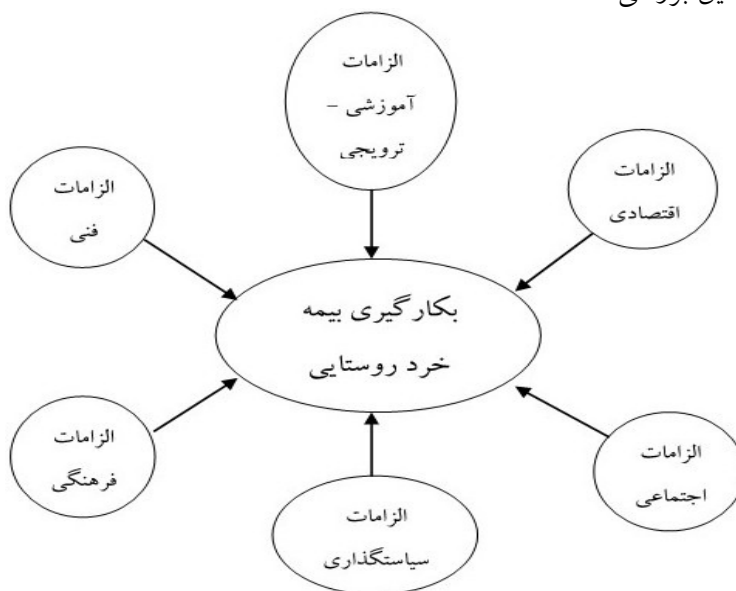 الزامات
آموزشی –
ترویجی
الزامات
اقتصادی
الزامات
فنی
بکارگیری بیمه
خرد روستایی
الزامات
اجتماعی
الزامات
فرهنگی
الزامات
سیاستگذاری